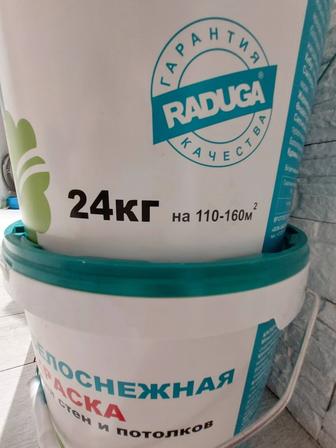 ГАРАНТИЯ
RADUGA®
КАЧЕСТВА
24кг на 110-160м²
ЕЛОСНЕЖНАЯ
РАСКА
стен и потолков